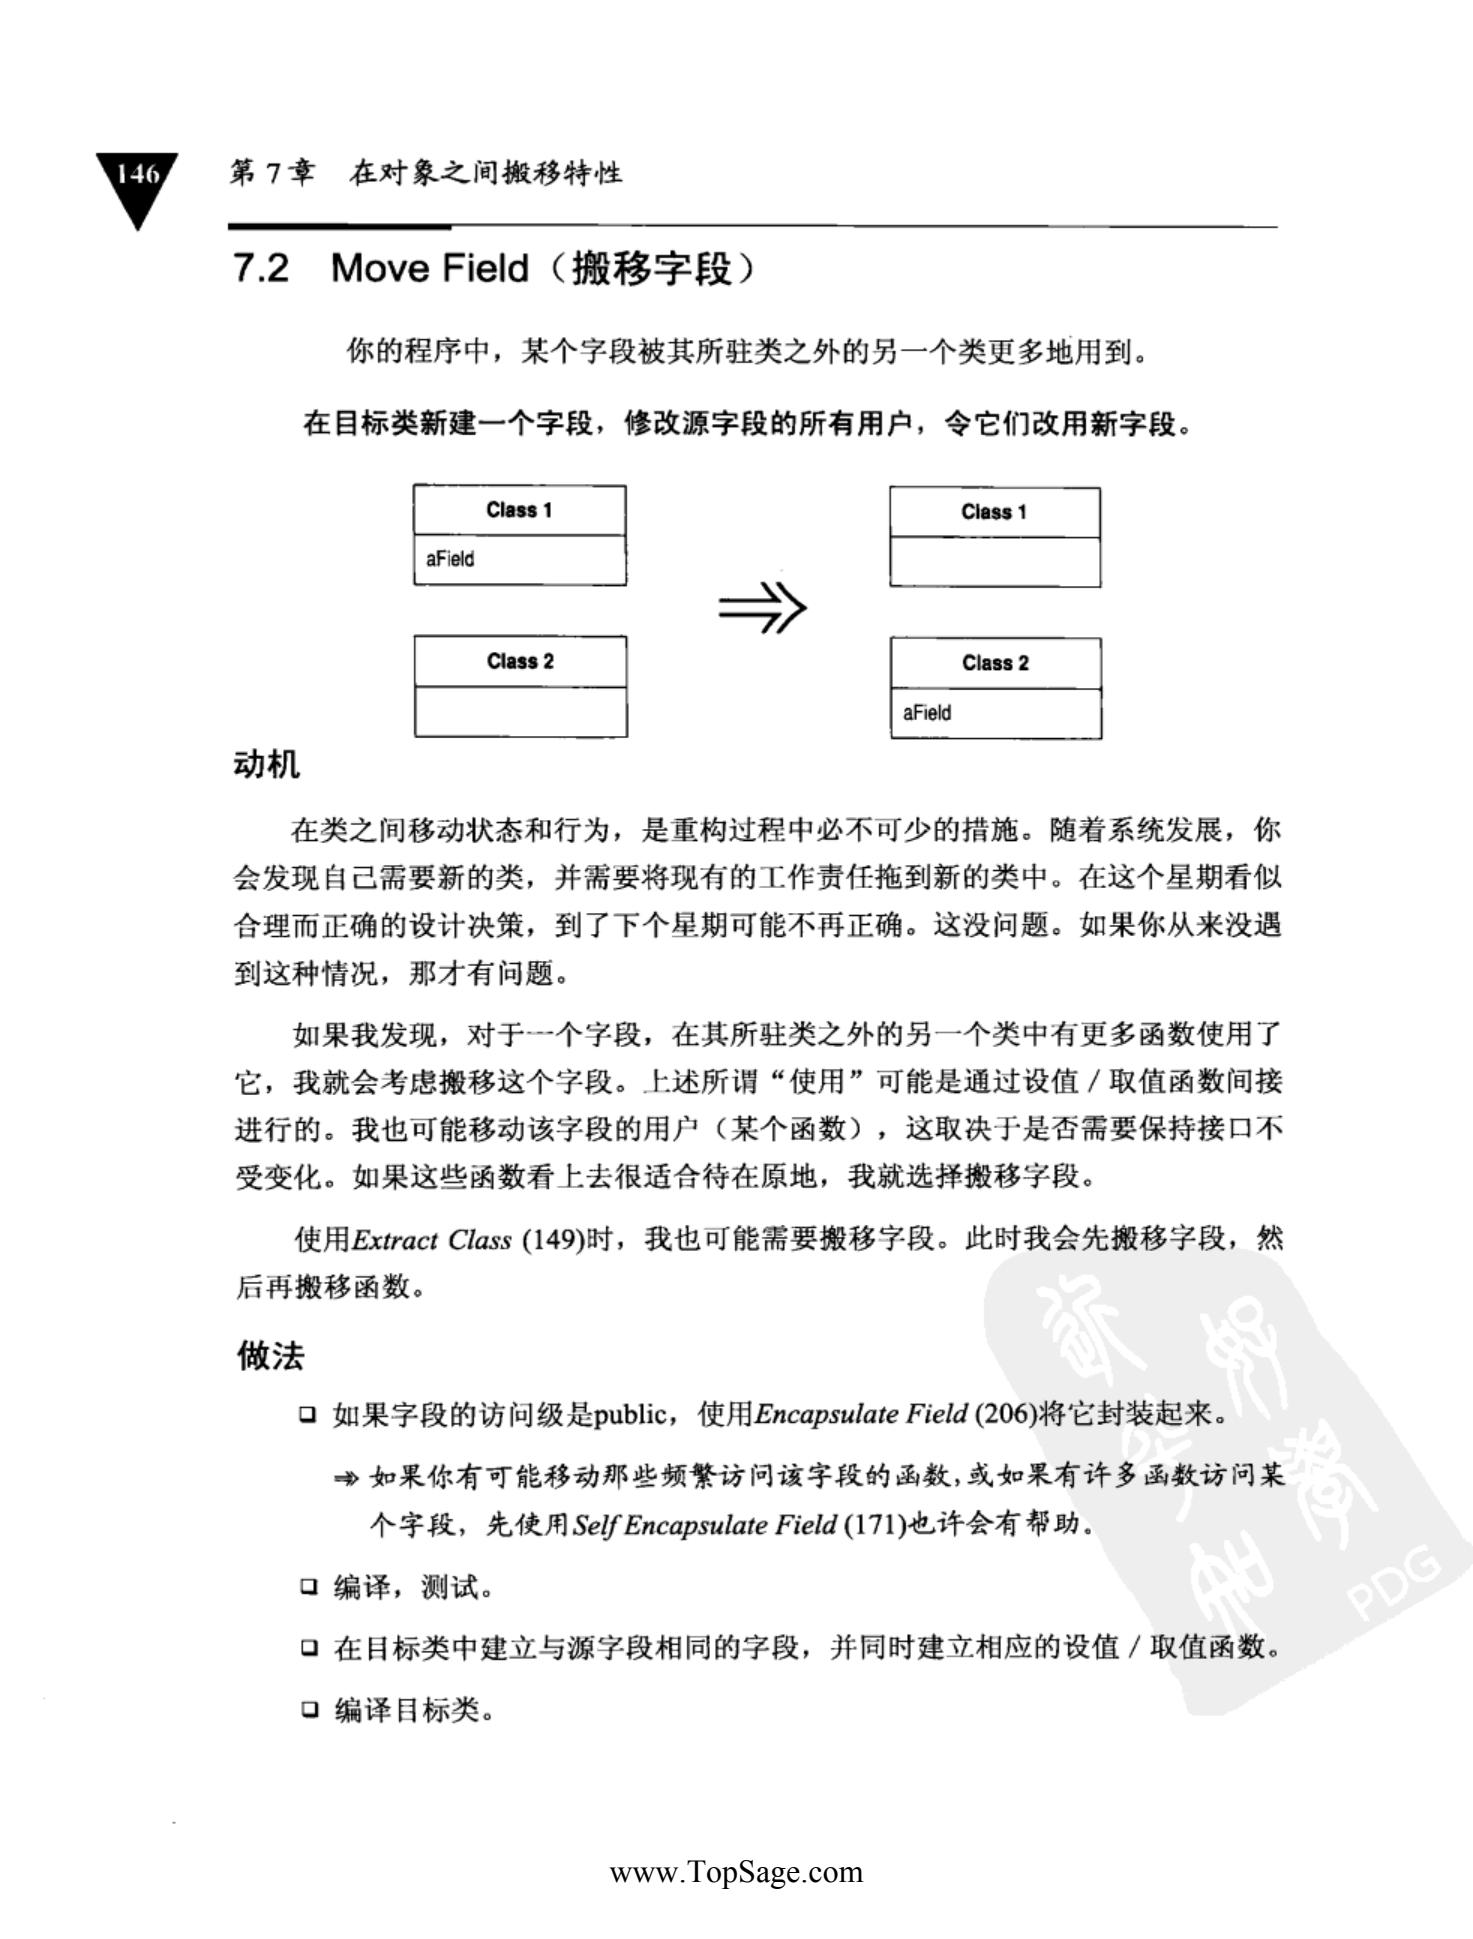 146
第 7 章 在对象之间搬移特性
7.2 Move Field（搬移字段）
你的程序中，某个字段被其所驻类之外的另一个类更多地用到。
在目标类新建一个字段，修改源字段的所有用户，令它们改用新字段。
Class 1
aField
Class 2
Class 1
Class 2
aField
动机
在类之间移动状态和行为，是重构过程中必不可少的措施。随着系统发展，你
会发现自己需要新的类，并需要将现有的工作责任拖到新的类中。在这个星期看似
合理而正确的设计决策，到了下个星期可能不再正确。这没问题。如果你从来没遇
到这种情况，那才有问题。
如果我发现，对于一个字段，在其所驻类之外的另一个类中有更多函数使用了
它，我就会考虑搬移这个字段。上述所谓“使用”可能是通过设值 / 取值函数间接
进行的。我也可能移动该字段的用户（某个函数），这取决于是否需要保持接口不
受变化。如果这些函数看上去很适合待在原地，我就选择搬移字段。
使用Extract Class (149)时，我也可能需要搬移字段。此时我会先搬移字段，然
后再搬移函数。
做法
❑ 如果字段的访问级是public，使用Encapsulate Field (206)将它封装起来。
⇒ 如果你有可能移动那些频繁访问该字段的函数,或如果有许多函数访问某
个字段，先使用Self Encapsulate Field (171)也许会有帮助。
❑ 编译，测试。
❑ 在目标类中建立与源字段相同的字段，并同时建立相应的设值 / 取值函数。
❑ 编译目标类。
PDG
www.TopSage.com